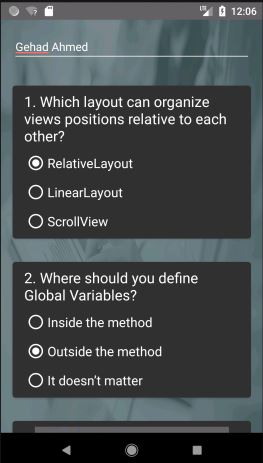 LTE 12:06
Gehad Ahmed
1. Which layout can organize
views positions relative to each
other?
RelativeLayout
LinearLayout
ScrollView
2. Where should you define
Global Variables?
Inside the method
Outside the method
It doesn't matter